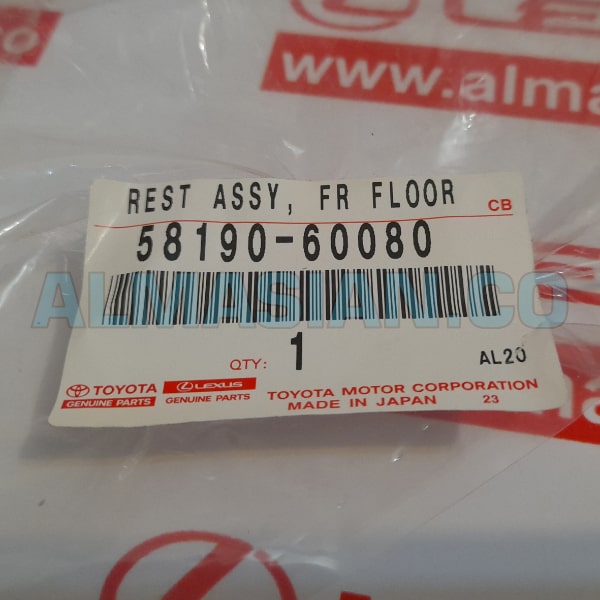 www.alma
REST ASSY, FR FLOOR
CB
58190-60080
ALMASIAN.CO
QTY: 1
AL20
TOYOTA
GENUINE PARTS
LEXUS
GENUINE PARTS
TOYOTA MOTOR CORPORATION
MADE IN JAPAN 23